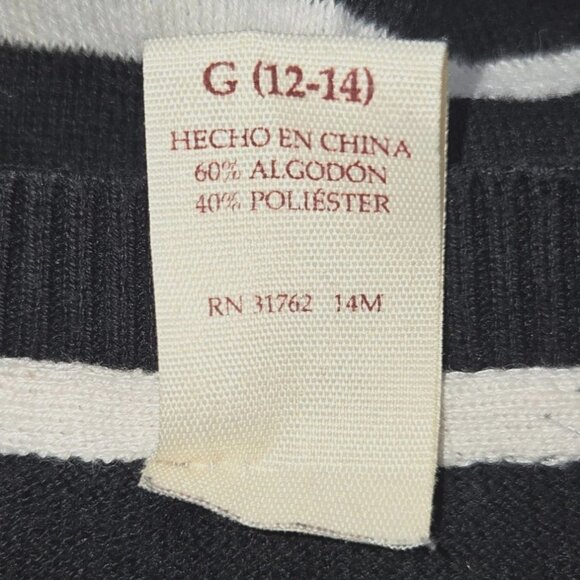 G (12-14)
HECHO EN CHINA
60% ALGODÓN
40% POLIÉSTER
RN 31762 14M